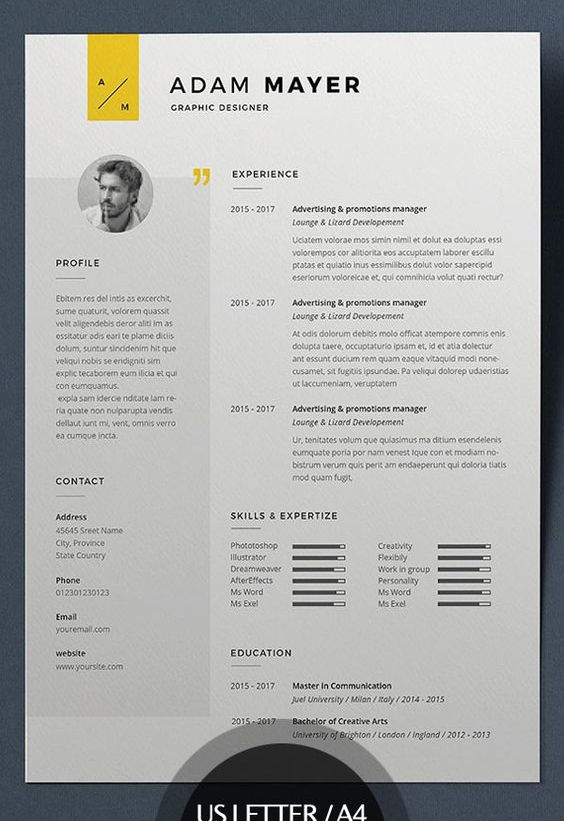 A
M
ADAM MAYER
GRAPHIC DESIGNER
PROFILE
Ebitem res del intis as excerchit,
sume quaturit, volorem quassit
velit aligendebis deror aliti im as
essitatur adis eari te plame diciis
dolum, suntur sincidenim hit que
veliqui nobis se endigniti sim
explic tecaborem eum ilicia et qui
con eumquamus.
expla sam idercie nditate lam re-
ria quate non nulparupta vendis
dellaut iunt mi, vent, omnis verro
ea cumque incta.
CONTACT
Address
45645 Sreet Name
City, Province
State Country
Phone
012301230123
Email
youremail.com
website
www.yoursite.com
EXPERIENCE
2015 - 2017 Advertising & promotions manager
Lounge & Lizard Developement
Uciatem volorae mos simin nimil et dolut ea doluptas essi
volorepos cor alitiorita eos accuptatem laborer escillu
ptatas et quiatio inus essimilibus dolut volor sapercipid
eseriorum voloreicae et, qui comnihicia volut quati rectur?
2015 - 2017 Advertising & promotions manager
Lounge & Lizard Developement
At odis dolorum debitis molo officat atempore comnis enis
dolupta taere, occuptaturio ipsam et, id et atia dolectur
ant essunt ducium rem quam eaque vitaquid modi none-
cusamet, sit fugitiis ipsundae. Pa veliqui dolorep udaeristias
ut laccumeniam, veruptatem
2015 - 2017 Advertising & promotions manager
Lounge & Lizard Developement
Ur, tenitates volum que quiasimus ma ditium esendelenis
eumquate poria por nam venest Ique con et modiam no-
bistrum verum quis perit am endaeperunt qui doloria tiatis
mod quam fugit,
SKILLS & EXPERTIZE
Phototoshop Creativity
Illustrator Flexibily
Dreamweaver Work in group
AfterEffects Personality
Ms Word Ms Word
Ms Exel Ms Exel
EDUCATION
2015 - 2017 Master In Communication
Juel University / Milan / Italy / 2014 - 2015
2015 - 2017 Bachelor of Creative Arts
University of Brighton / London / Ingland / 2012 - 2013
US LETTER / A4